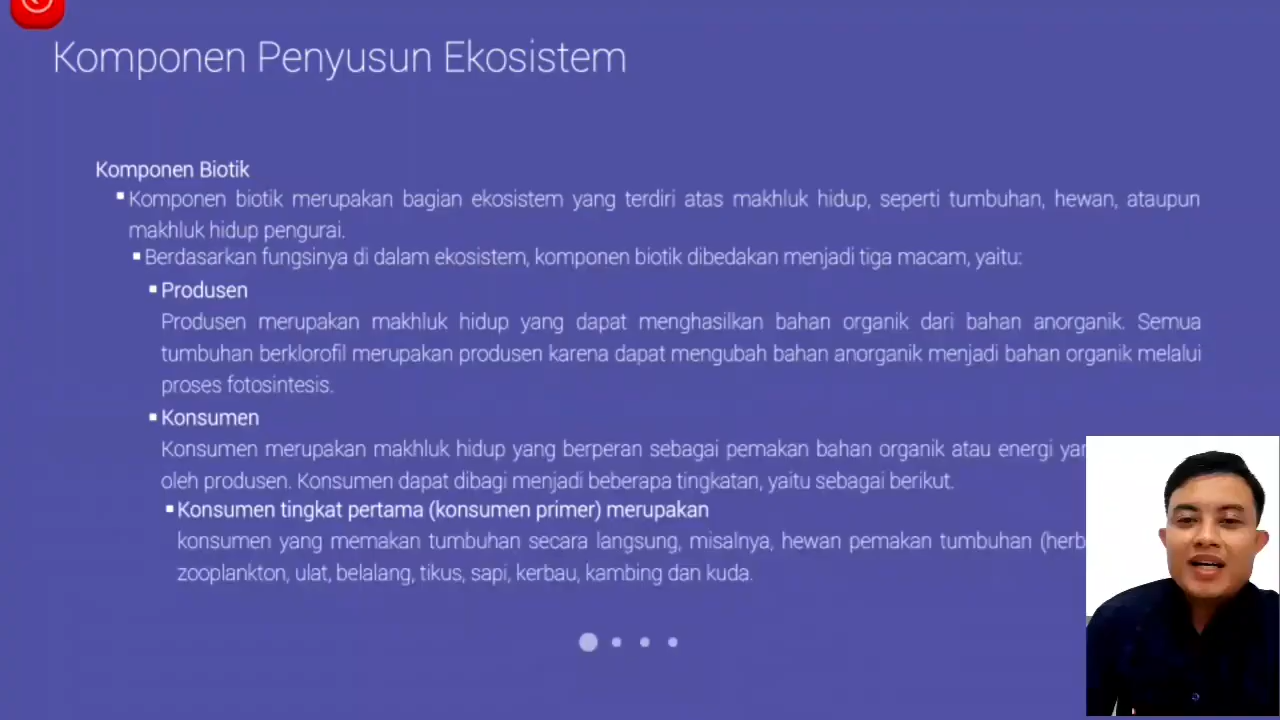 Komponen Penyusun Ekosistem
Komponen Biotik
Komponen biotik merupakan bagian ekosistem yang terdiri atas makhluk hidup, seperti tumbuhan, hewan, ataupun
makhluk hidup pengurai.
Berdasarkan fungsinya di dalam ekosistem, komponen biotik dibedakan menjadi tiga macam, yaitu:
Produsen
Produsen merupakan makhluk hidup yang dapat menghasilkan bahan organik dari bahan anorganik. Semua
tumbuhan berklorofil merupakan produsen karena dapat mengubah bahan anorganik menjadi bahan organik melalui
proses fotosintesis.
Konsumen
Konsumen merupakan makhluk hidup yang berperan sebagai pemakan bahan organik atau energi
oleh produsen. Konsumen dapat dibagi menjadi beberapa tingkatan, yaitu sebagai berikut.
Konsumen tingkat pertama (konsumen primer) merupakan
konsumen yang memakan tumbuhan secara langsung, misalnya, hewan pemakan tumbuhan
zooplankton, ulat, belalang, tikus, sapi, kerbau, kambing dan kuda.